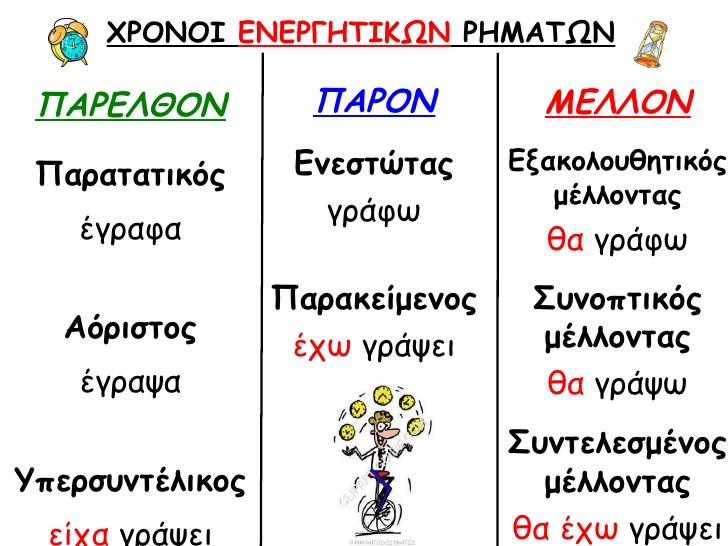 ΧΡΟΝΟΙ ΕΝΕΡΓΗΤΙΚΩΝ ΡΗΜΑΤΩΝ
ΠΑΡΕΛΘΟΝ
Παρατατικός
έγραφα
Αόριστος
έγραψα
Υπερσυντέλικος
είχα γράψει
ΠΑΡΟΝ
Ενεστώτας
γράφω
Παρακείμενος
έχω γράψει
ΜΕΛΛΟΝ
Εξακολουθητικός
μέλλοντας
θα γράφω
Συνοπτικός
μέλλοντας
θα γράψω
Συντελεσμένος
μέλλοντας
θα έχω γράψει